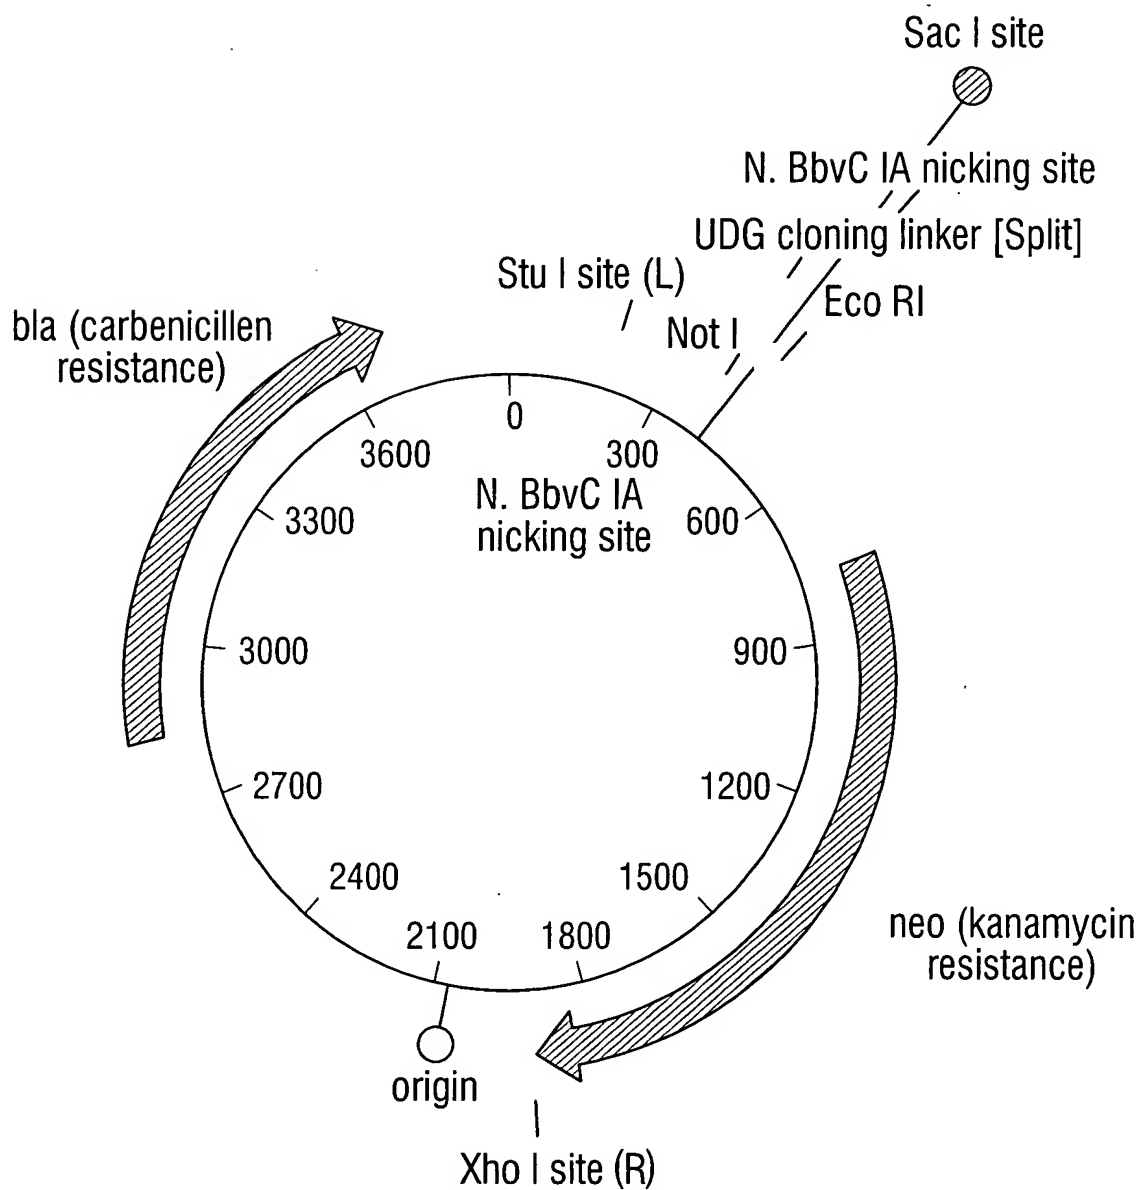 Sac I site
N. BbvC IA nicking site
UDG cloning linker [Split]
Stu I site (L)
Eco RI
Not I
bla (carbenicillen
resistance)
0
3600
300
N. BbvC IA
nicking site
3300
600
3000
900
2700
1200
2400
1500
2100
1800
neo (kanamycin
resistance)
origin
Xho I site (R)